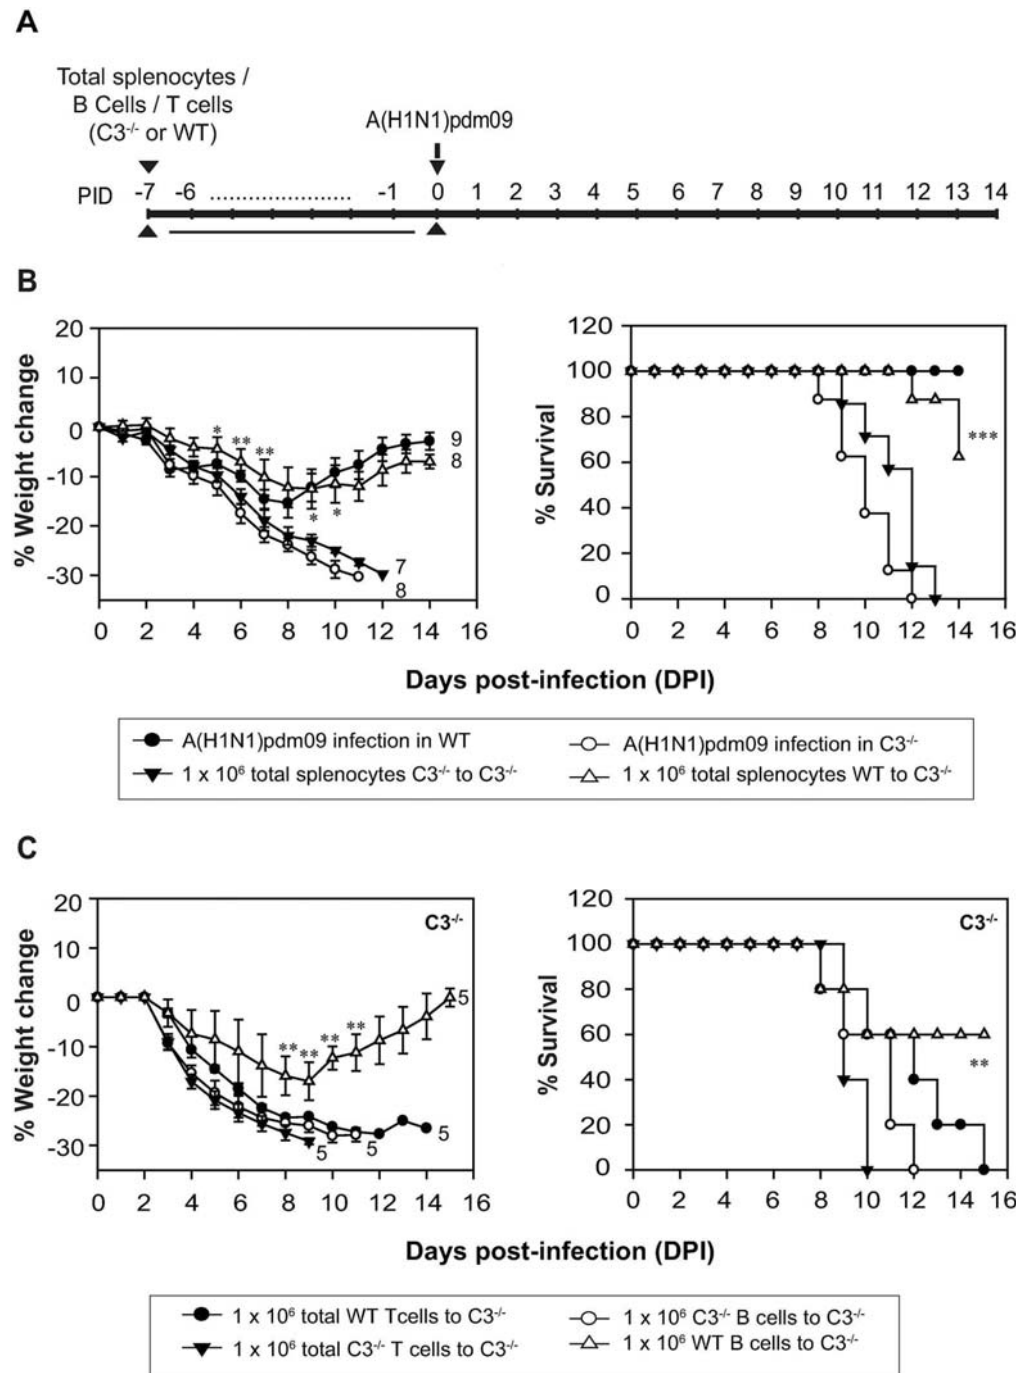 A
Total splenocytes /
B Cells / T cells
(C3-/- or WT)
A(H1N1)pdm09
PID -7 -6 ........ -1 0 1 2 3 4 5 6 7 8 9 10 11 12 13 14
B
20
10
0
-10
-20
-30
% Weight change
* ** **
* *
9
8
7
8
0 2 4 6 8 10 12 14 16
120
100
80
60
40
20
0
% Survival
***
0 2 4 6 8 10 12 14 16
Days post-infection (DPI)
A(H1N1)pdm09 infection in WT
A(H1N1)pdm09 infection in C3-/-
1 x 10⁶ total splenocytes C3-/- to C3-/-
1 x 10⁶ total splenocytes WT to C3-/-
C
20
10
0
-10
-20
-30
% Weight change
C3-/-
** ** ** **
5
5
5
5
0 2 4 6 8 10 12 14 16
120
100
80
60
40
20
0
% Survival
C3-/-
**
0 2 4 6 8 10 12 14 16
Days post-infection (DPI)
1 x 10⁶ total WT Tcells to C3-/-
1 x 10⁶ C3-/- B cells to C3-/-
1 x 10⁶ total C3-/- T cells to C3-/-
1 x 10⁶ WT B cells to C3-/-